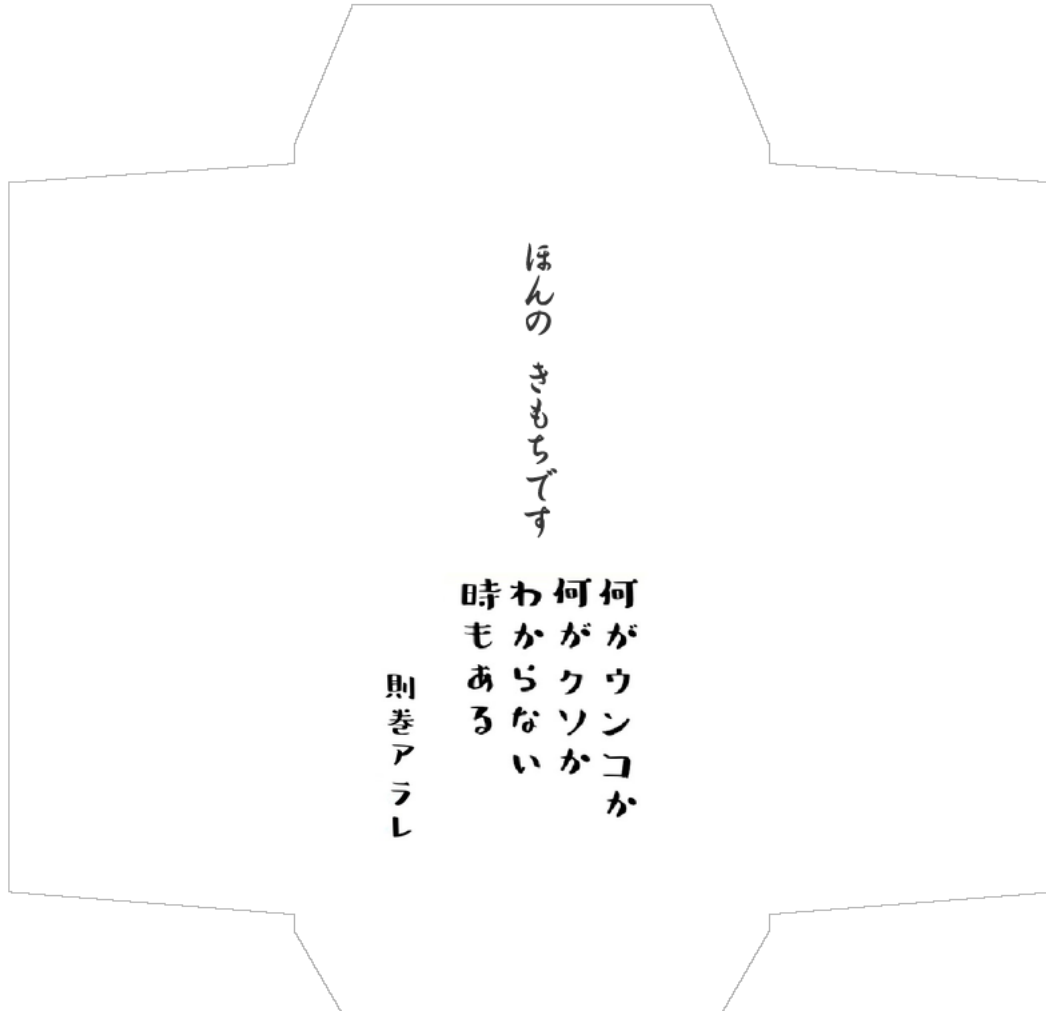 ほんの きもちです
何がウンコか
何がクソか
わからない
時もある
則巻アラレ